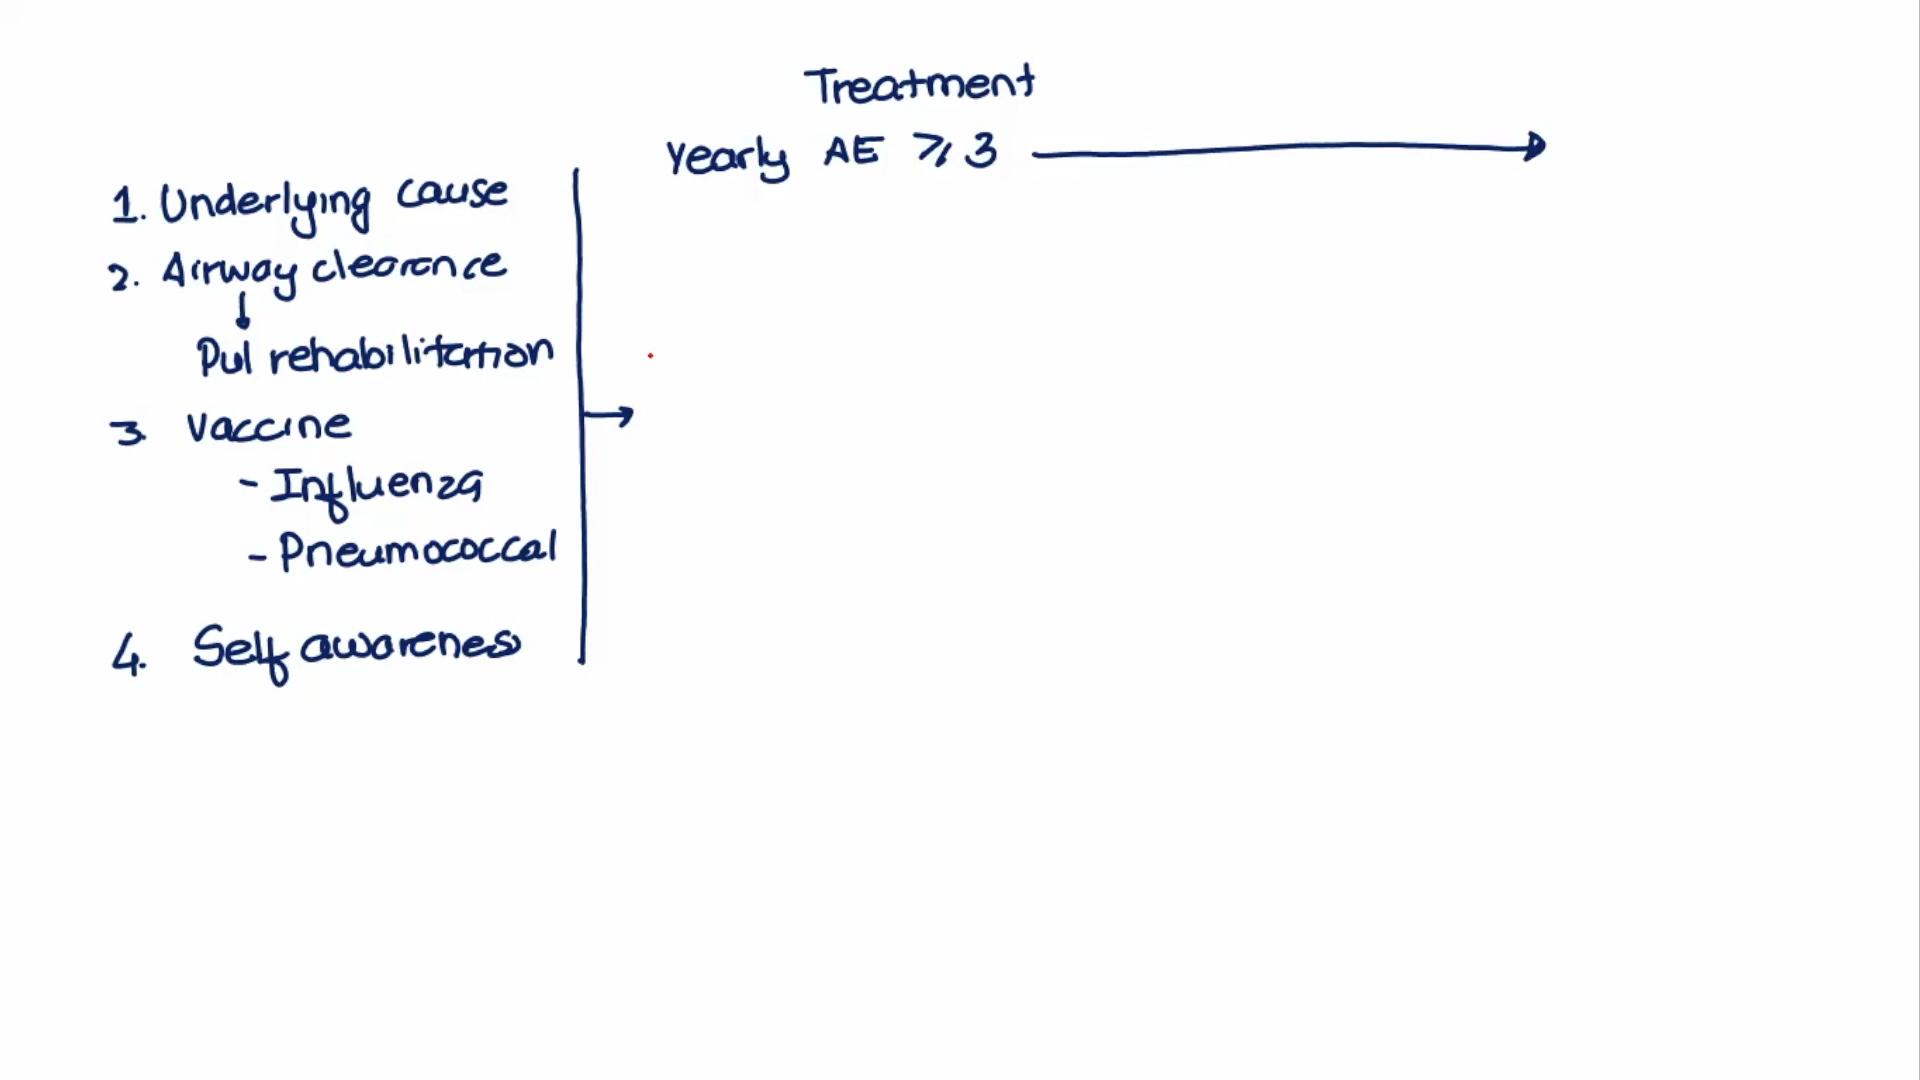 Treatment
Yearly AE ⩾ 3
1. Underlying cause
2. Airway clearance
Pul rehabilitation
3. Vaccine
- Influenza
- Pneumococcal
4. Self awareness